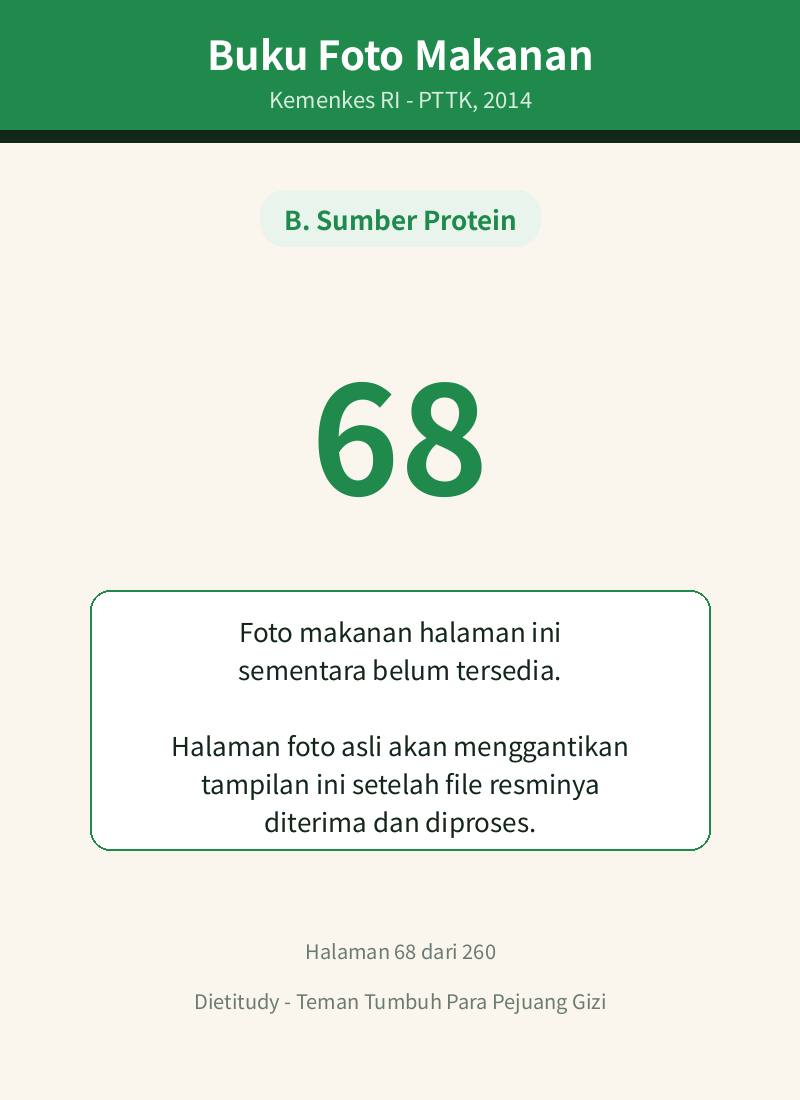 Buku Foto Makanan
Kemenkes RI - PTTK, 2014
B. Sumber Protein
68
Foto makanan halaman ini
sementara belum tersedia.
Halaman foto asli akan menggantikan
tampilan ini setelah file resminya
diterima dan diproses.
Halaman 68 dari 260
Dietitudy - Teman Tumbuh Para Pejuang Gizi